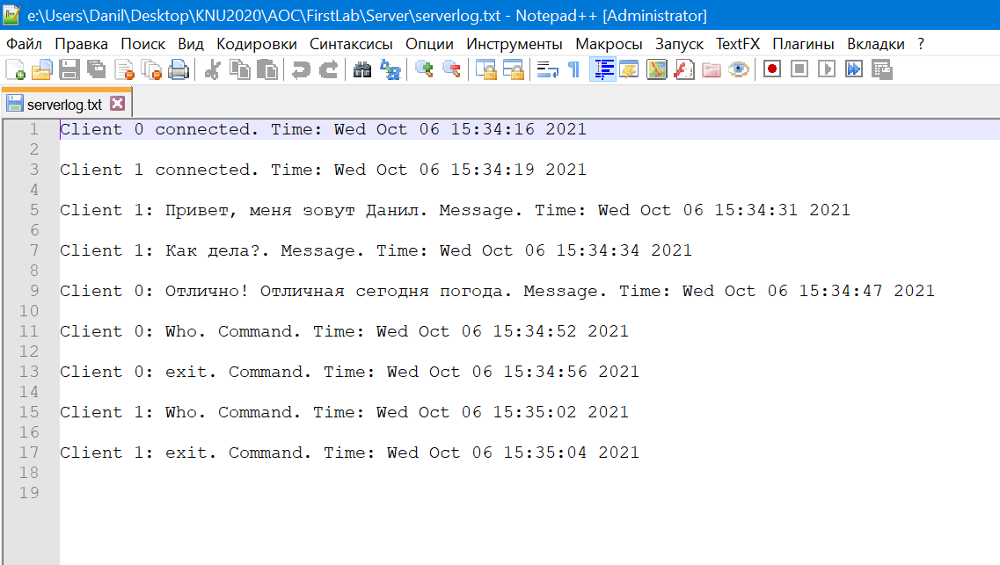 e:\Users\Danil\Desktop\KNU2020\AOC\FirstLab\Server\serverlog.txt - Notepad++ [Administrator]
Файл Правка Поиск Вид Кодировки Синтаксисы Опции Инструменты Макросы Запуск TextFX Плагины Вкладки ?
serverlog.txt
1 Client 0 connected. Time: Wed Oct 06 15:34:16 2021
2
3 Client 1 connected. Time: Wed Oct 06 15:34:19 2021
4
5 Client 1: Привет, меня зовут Данил. Message. Time: Wed Oct 06 15:34:31 2021
6
7 Client 1: Как дела?. Message. Time: Wed Oct 06 15:34:34 2021
8
9 Client 0: Отлично! Отличная сегодня погода. Message. Time: Wed Oct 06 15:34:47 2021
10
11 Client 0: Who. Command. Time: Wed Oct 06 15:34:52 2021
12
13 Client 0: exit. Command. Time: Wed Oct 06 15:34:56 2021
14
15 Client 1: Who. Command. Time: Wed Oct 06 15:35:02 2021
16
17 Client 1: exit. Command. Time: Wed Oct 06 15:35:04 2021
18
19